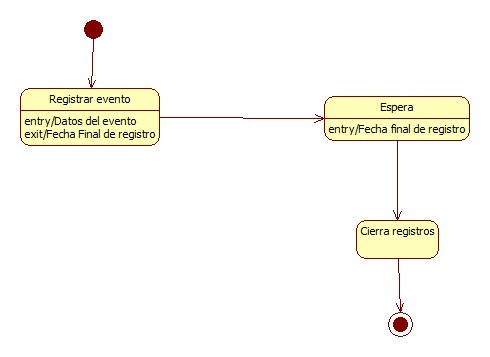 Registrar evento
entry/Datos del evento
exit/Fecha Final de registro
Espera
entry/Fecha final de registro
Cierra registros